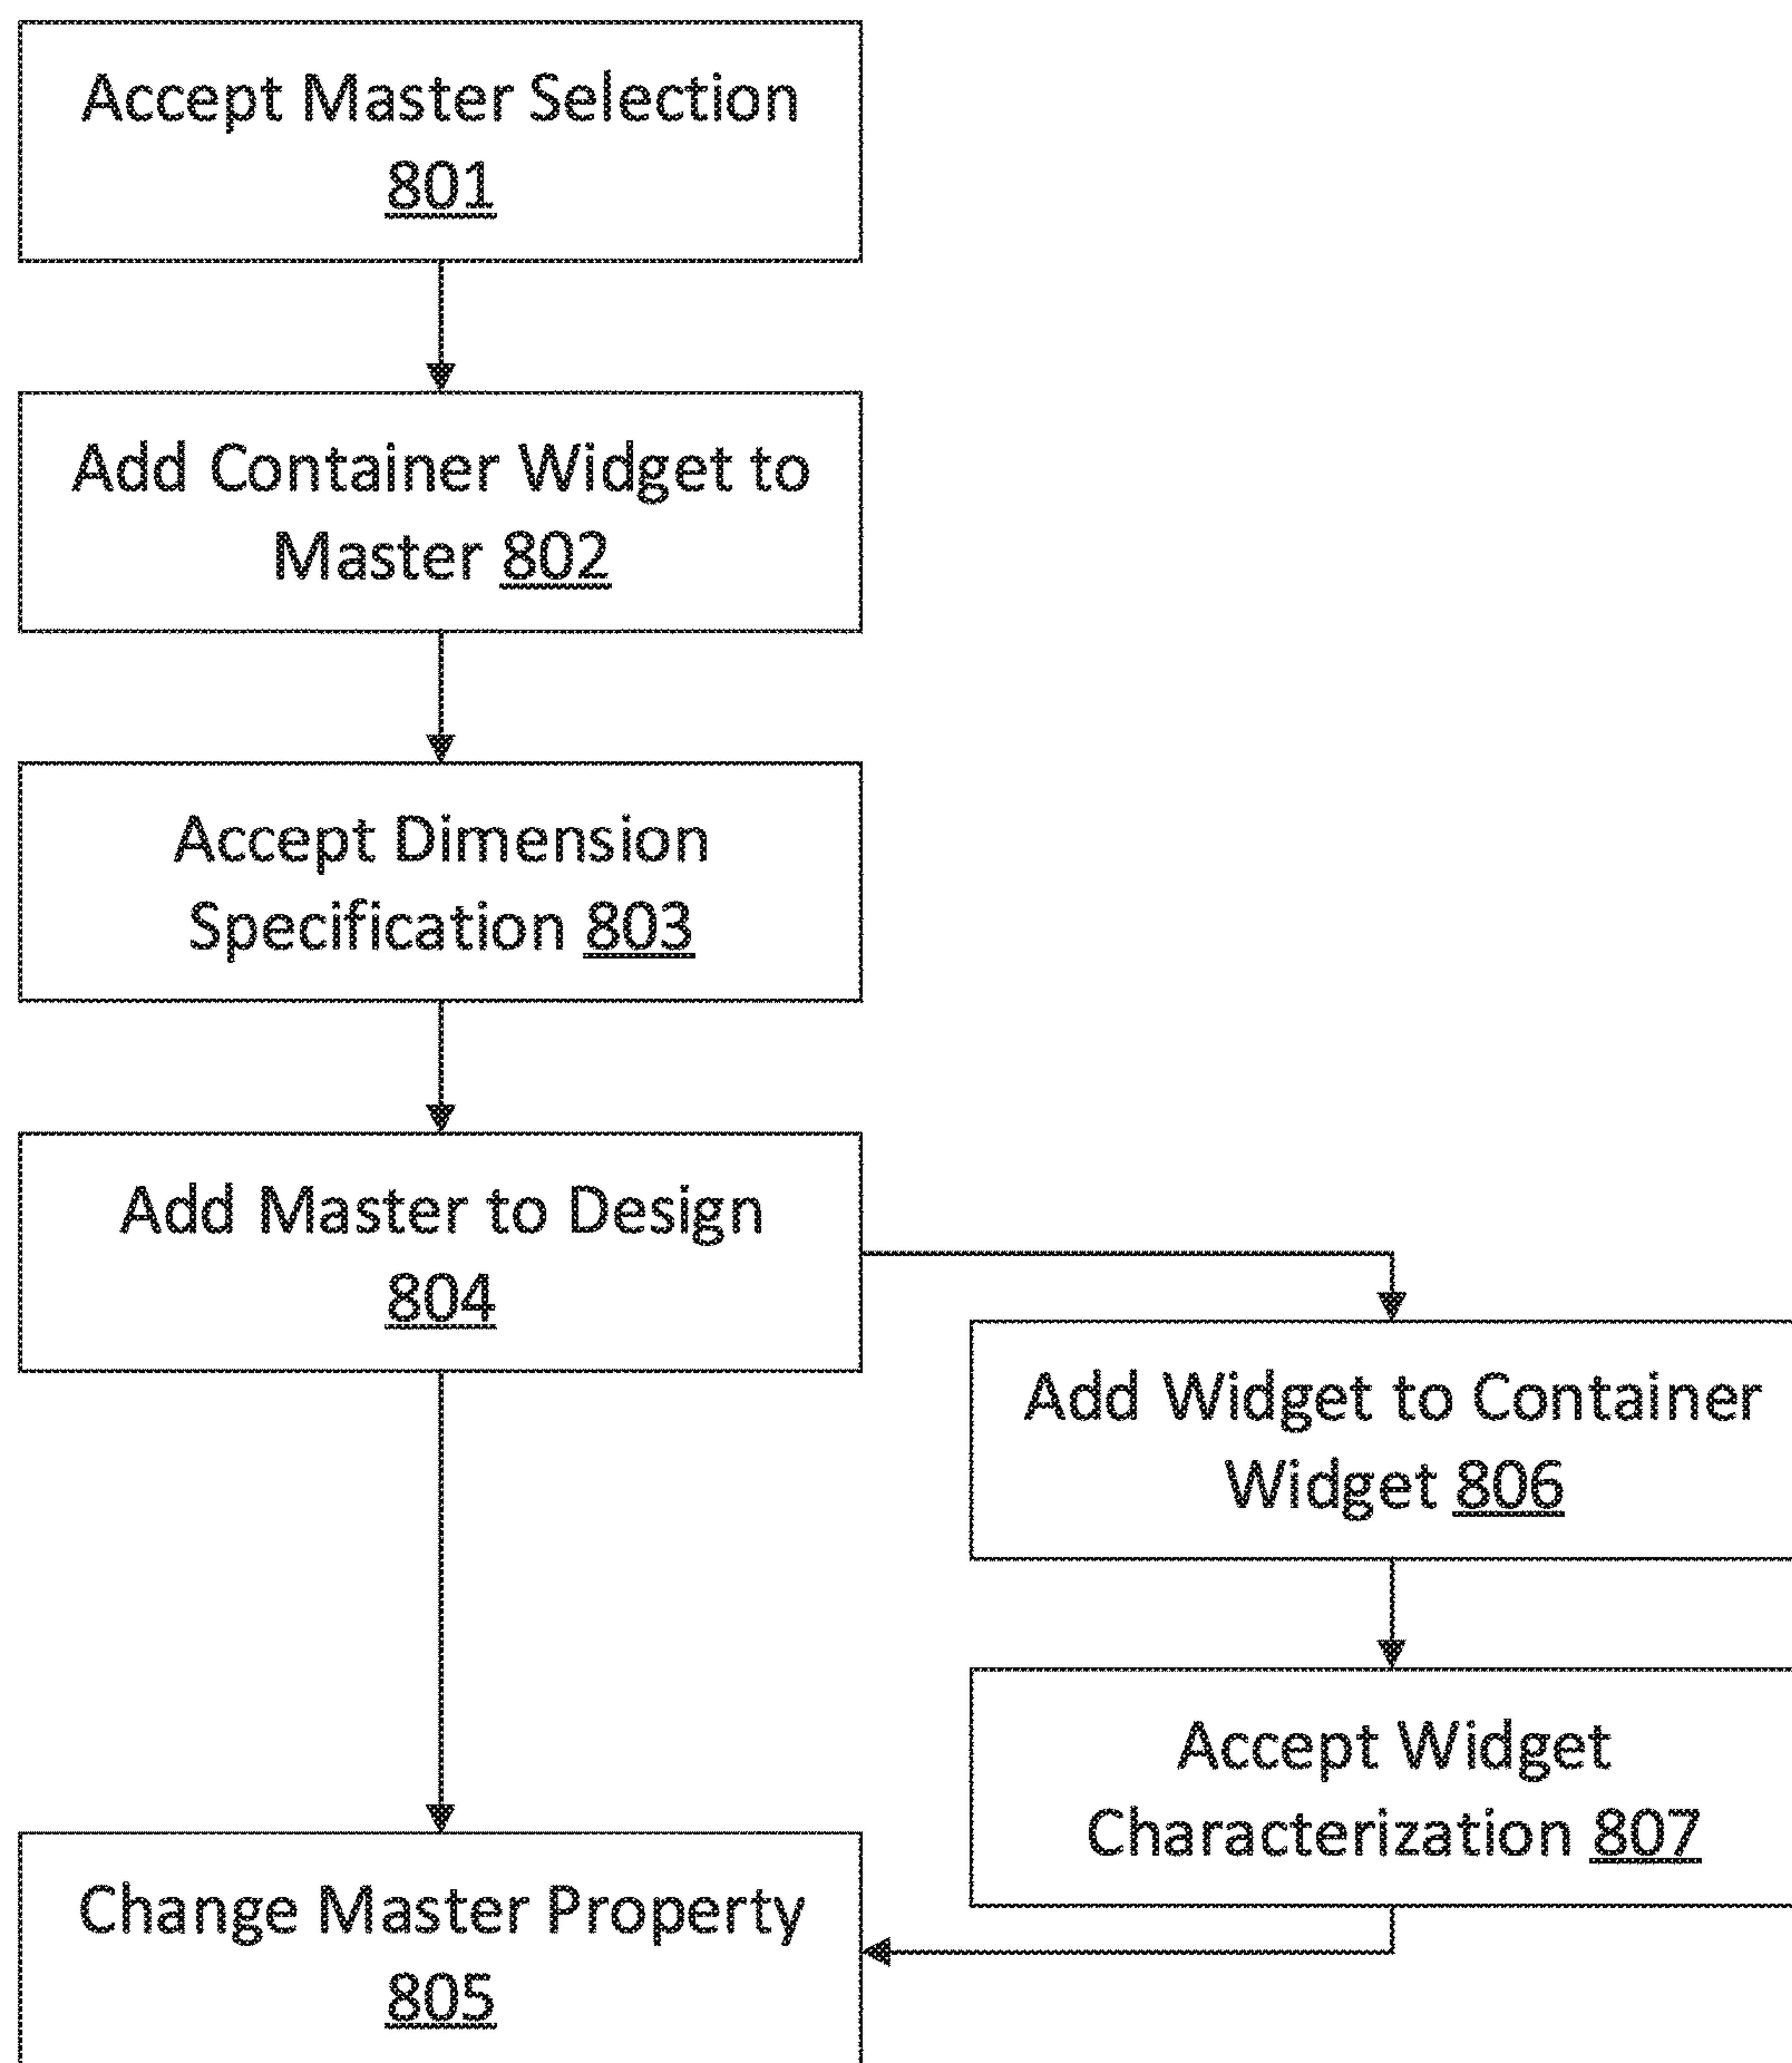 Accept Master Selection
801
Add Container Widget to
Master 802
Accept Dimension
Specification 803
Add Master to Design
804
Add Widget to Container
Widget 806
Accept Widget
Characterization 807
Change Master Property
805